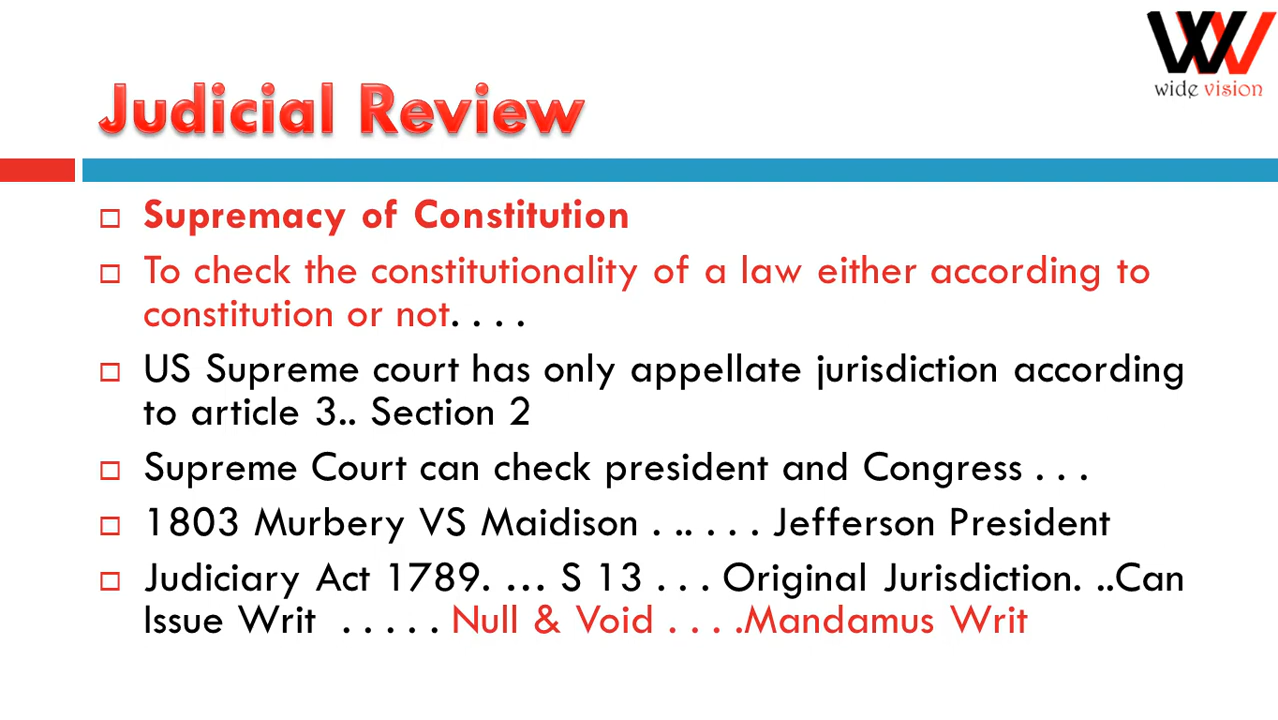 wide vision
Judicial Review
Supremacy of Constitution
To check the constitutionality of a law either according to
constitution or not. . . .
US Supreme court has only appellate jurisdiction according
to article 3.. Section 2
Supreme Court can check president and Congress . . .
1803 Murbery VS Maidison . .. . . . Jefferson President
Judiciary Act 1789. ... S 13 . . . Original Jurisdiction. ..Can
Issue Writ . . . . . Null & Void . . . .Mandamus Writ